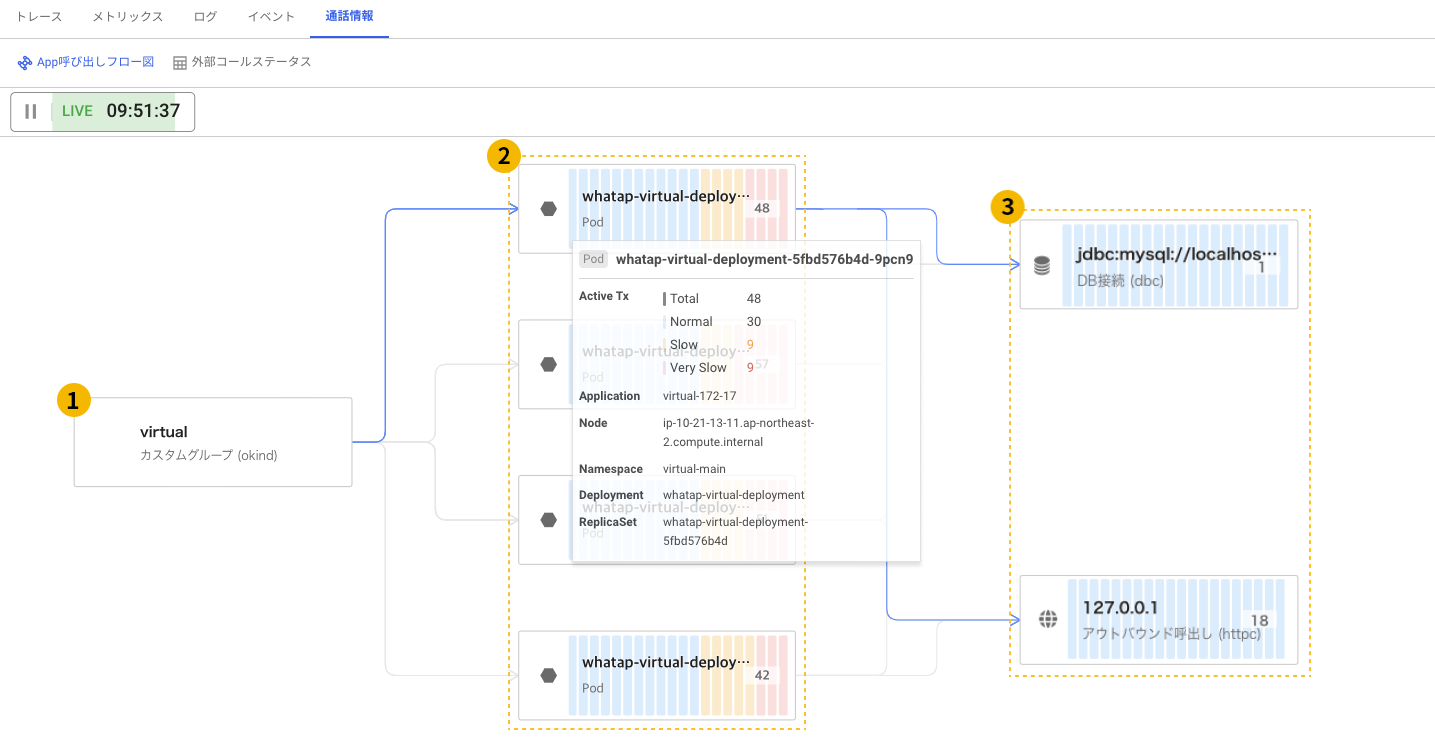 トレース メトリックス ログ イベント 通話情報
App呼び出しフロー図 外部コールステータス
LIVE 09:51:37
1
virtual
カスタムグループ (okind)
2
whatap-virtual-deploy…
48
Pod
Pod whatap-virtual-deployment-5fbd576b4d-9pcn9
Active Tx Total 48
Normal 30
Slow 9
Very Slow 9
Application virtual-172-17
Node ip-10-21-13-11.ap-northeast-
2.compute.internal
Namespace virtual-main
Deployment whatap-virtual-deployment
ReplicaSet whatap-virtual-deployment-
5fbd576b4d
whatap-virtual-deploy…
57
Pod
whatap-virtual-deploy…
Pod
whatap-virtual-deploy…
42
Pod
3
jdbc:mysql://localhos…
1
DB接続 (dbc)
127.0.0.1
18
アウトバウンド呼出し (httpc)